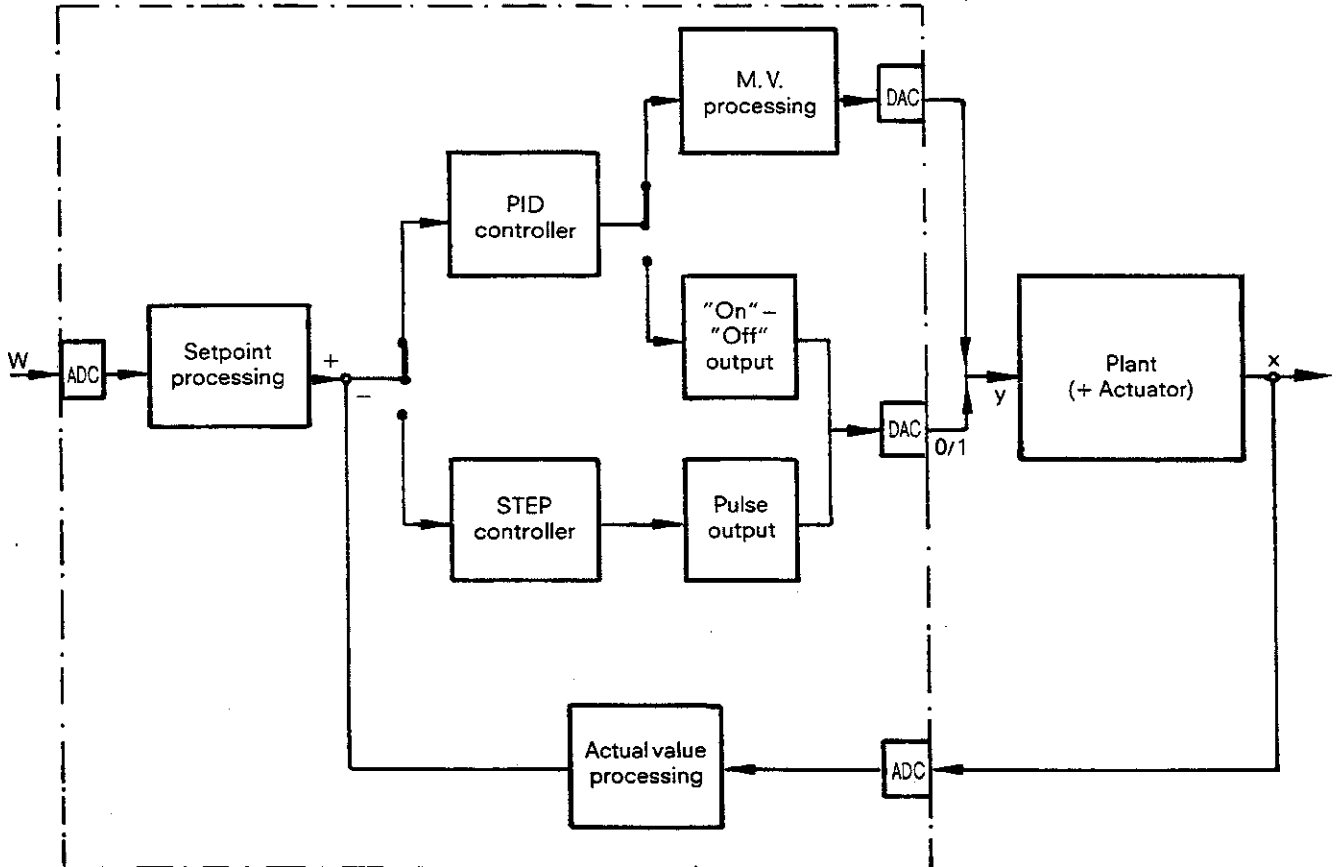 M. V.
processing
DAC
PID
controller
"On" –
"Off"
output
W
ADC
Setpoint
processing
+
–
Plant
(+ Actuator)
x
y
DAC
0/1
STEP
controller
Pulse
output
Actual value
processing
ADC